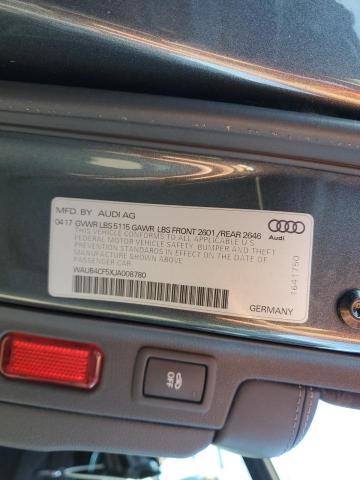 MFD. BY AUDI AG
04 17 GVWR LBS 5115 GAWR LBS FRONT 2601 /REAR 2646
THIS VEHICLE CONFORMS TO ALL APPLICABLE U.S.
FEDERAL MOTOR VEHICLE SAFETY, BUMPER AND THEFT
PREVENTION STANDARDS IN EFFECT ON THE DATE OF
MANUFACTURE SHOWN ABOVE.
PASSENGER CAR
WAUB4CF5XJA008780
Audi
1641750
GERMANY
OFF